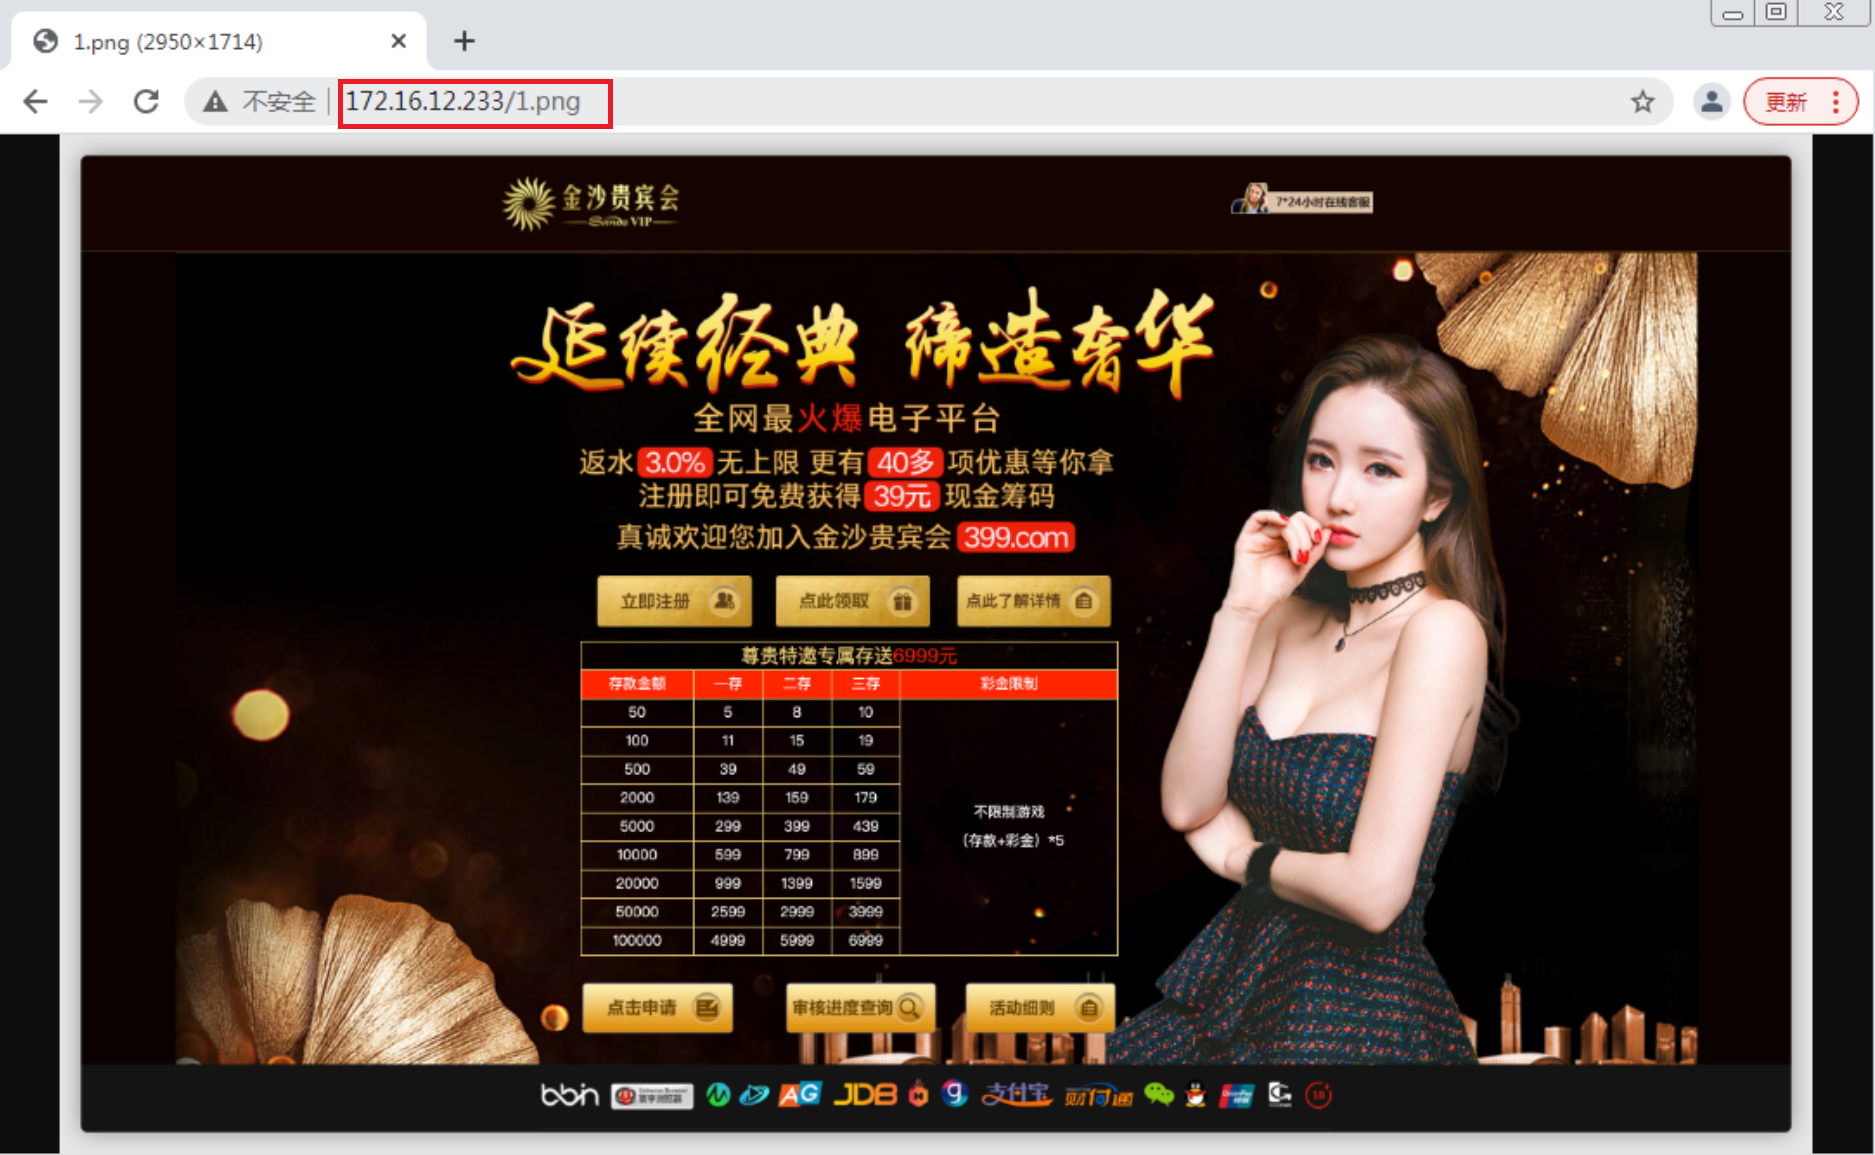 1.png (2950×1714)
不安全
172.16.12.233/1.png
更新
金沙贵宾会
Sands VIP
7*24小时在线客服
延续经典 缔造奢华
全网最火爆电子平台
返水 3.0% 无上限 更有 40多 项优惠等你拿
注册即可免费获得 39元 现金筹码
真诚欢迎您加入金沙贵宾会 399.com
立即注册 点此领取 点此了解详情
尊贵特邀专属存送6999元
存款金额 一存 二存 三存 彩金限制
50 5 8 10
100 11 15 19
500 39 49 59
2000 139 159 179
5000 299 399 439
10000 599 799 899
20000 999 1399 1599
50000 2599 2999 3999
100000 4999 5999 6999
不限制游戏
(存款+彩金) *5
点击申请 审核进度查询 活动细则
bbin AG JDB g 支付宝 财付通 18